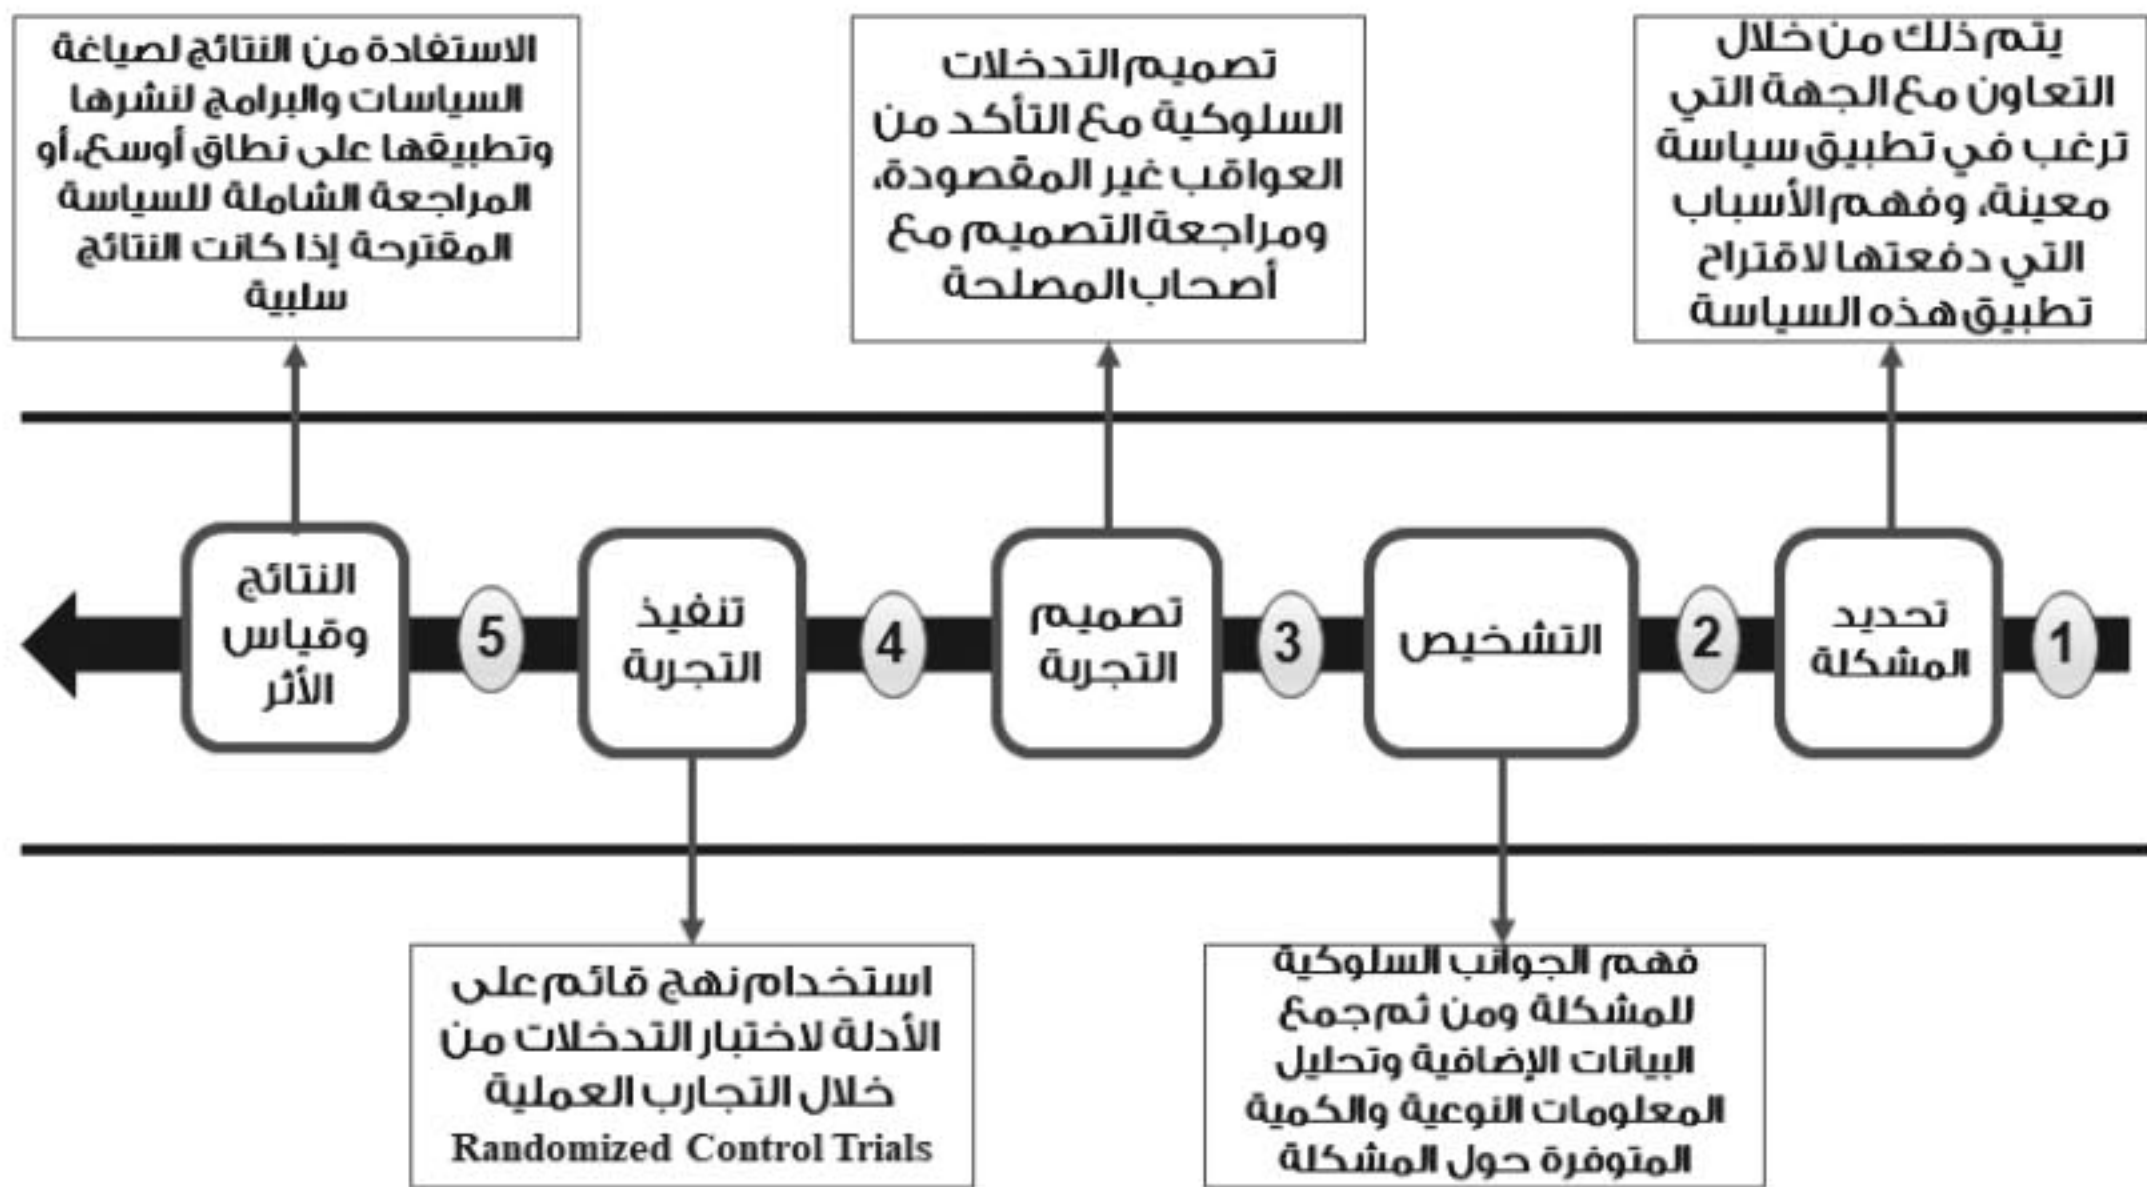 يتم ذلك من خلال
التعاون مع الجهة التي
ترغب في تطبيق سياسة
معينة، وفهم الأسباب
التي دفعتها لاقتراح
تطبيق هذه السياسة
تصميم التدخلات
السلوكية مع التأكد من
العواقب غير المقصودة،
ومراجعة التصميم مع
أصحاب المصلحة
الاستفادة من النتائج لصياغة
السياسات والبرامج لنشرها
وتطبيقها على نطاق أوسع، أو
المراجعة الشاملة للسياسة
المقترحة إذا كانت النتائج
سلبية
1
تحديد
المشكلة
2
التشخيص
3
تصميم
التجربة
4
تنفيذ
التجربة
5
النتائج
وقياس
الأثر
فهم الجوانب السلوكية
للمشكلة ومن ثم جمع
البيانات الإضافية وتحليل
المعلومات النوعية والكمية
المتوفرة حول المشكلة
استخدام نهج قائم على
الأدلة لاختبار التدخلات من
خلال التجارب العملية
Randomized Control Trials